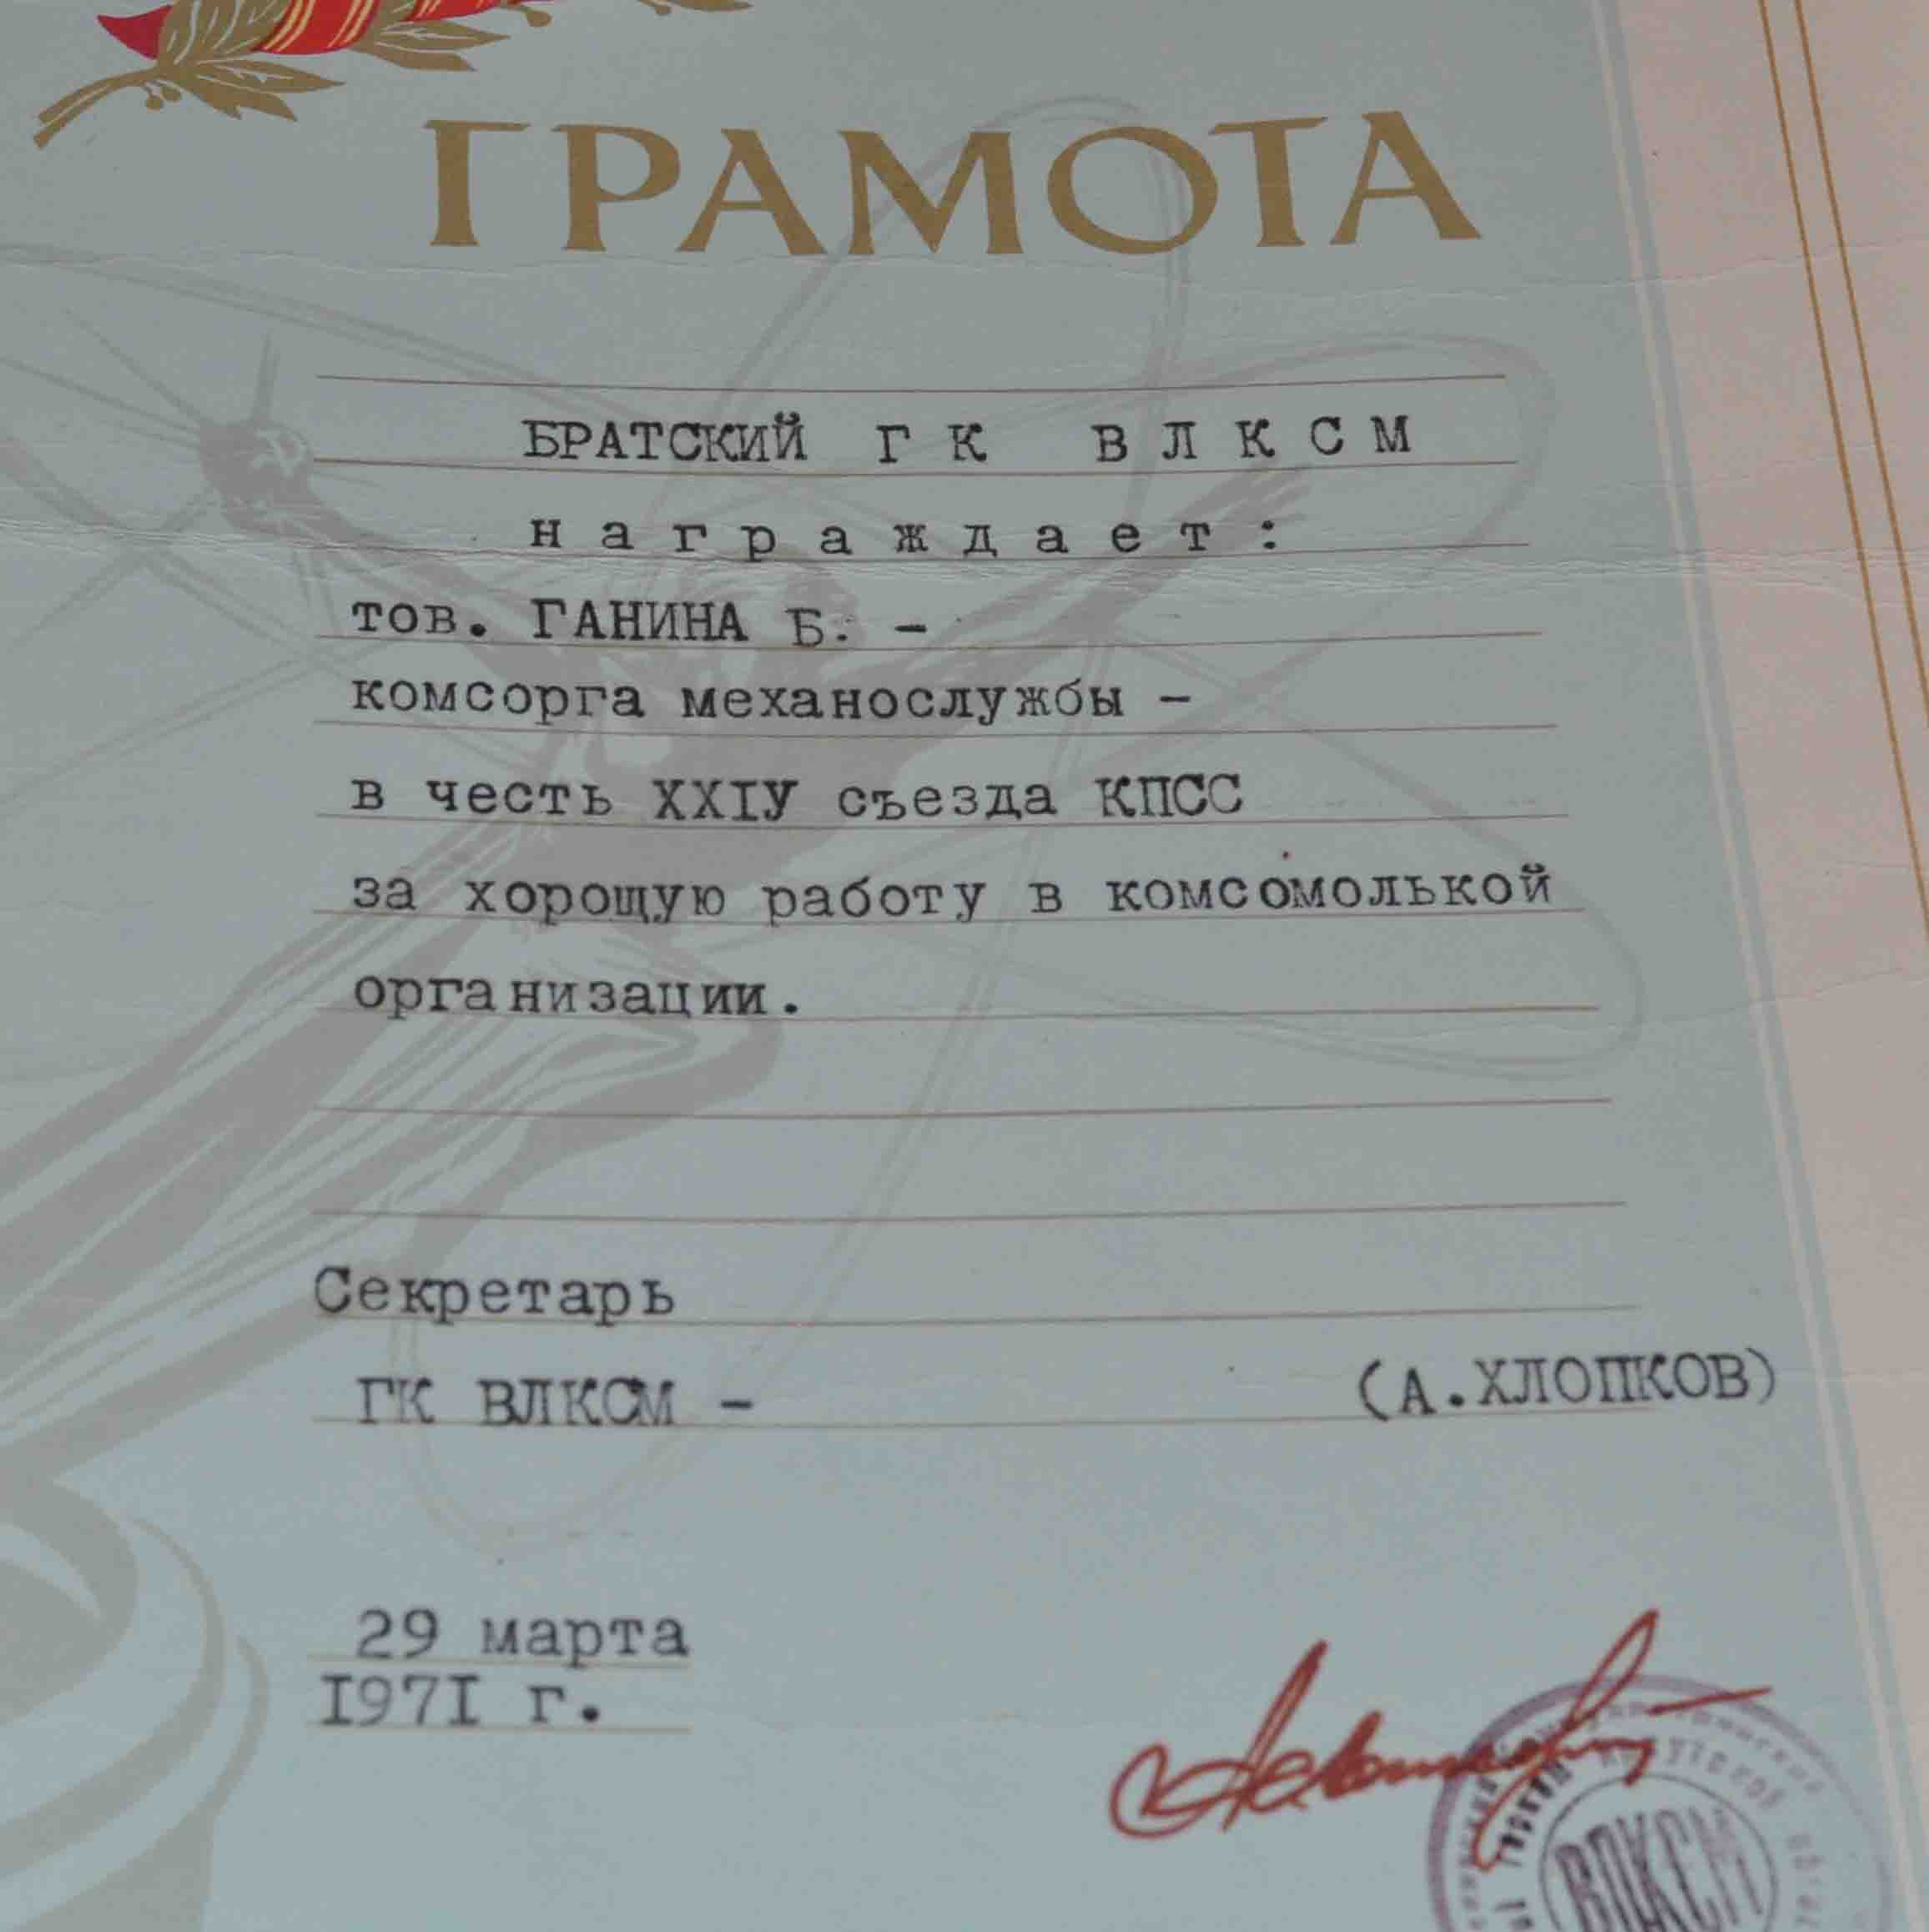 ГРАМОТА
БРАТСКИЙ Г К В Л К С М
н а г р а ж д а е т :
тов. ГАНИНА Б. -
комсорга механослужбы -
в честь XXIУ съезда КПСС
за хорощую работу в комсомолькой
организации.
Секретарь
ГК ВЛКСМ - (А.ХЛОПКОВ)
29 марта
I97I г.
ВЛКСМ